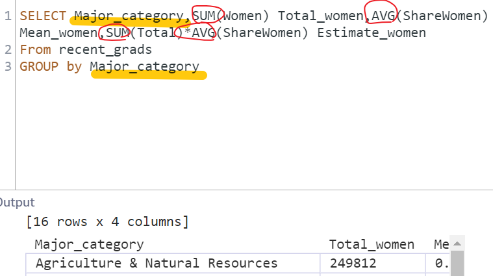 1 SELECT Major_category,SUM(Women) Total_women,AVG(ShareWomen)
Mean_women,SUM(Total)*AVG(ShareWomen) Estimate_women
2 From recent_grads
3 GROUP by Major_category
Output
[16 rows x 4 columns]
Major_category Total_women Me
Agriculture & Natural Resources 249812 0.